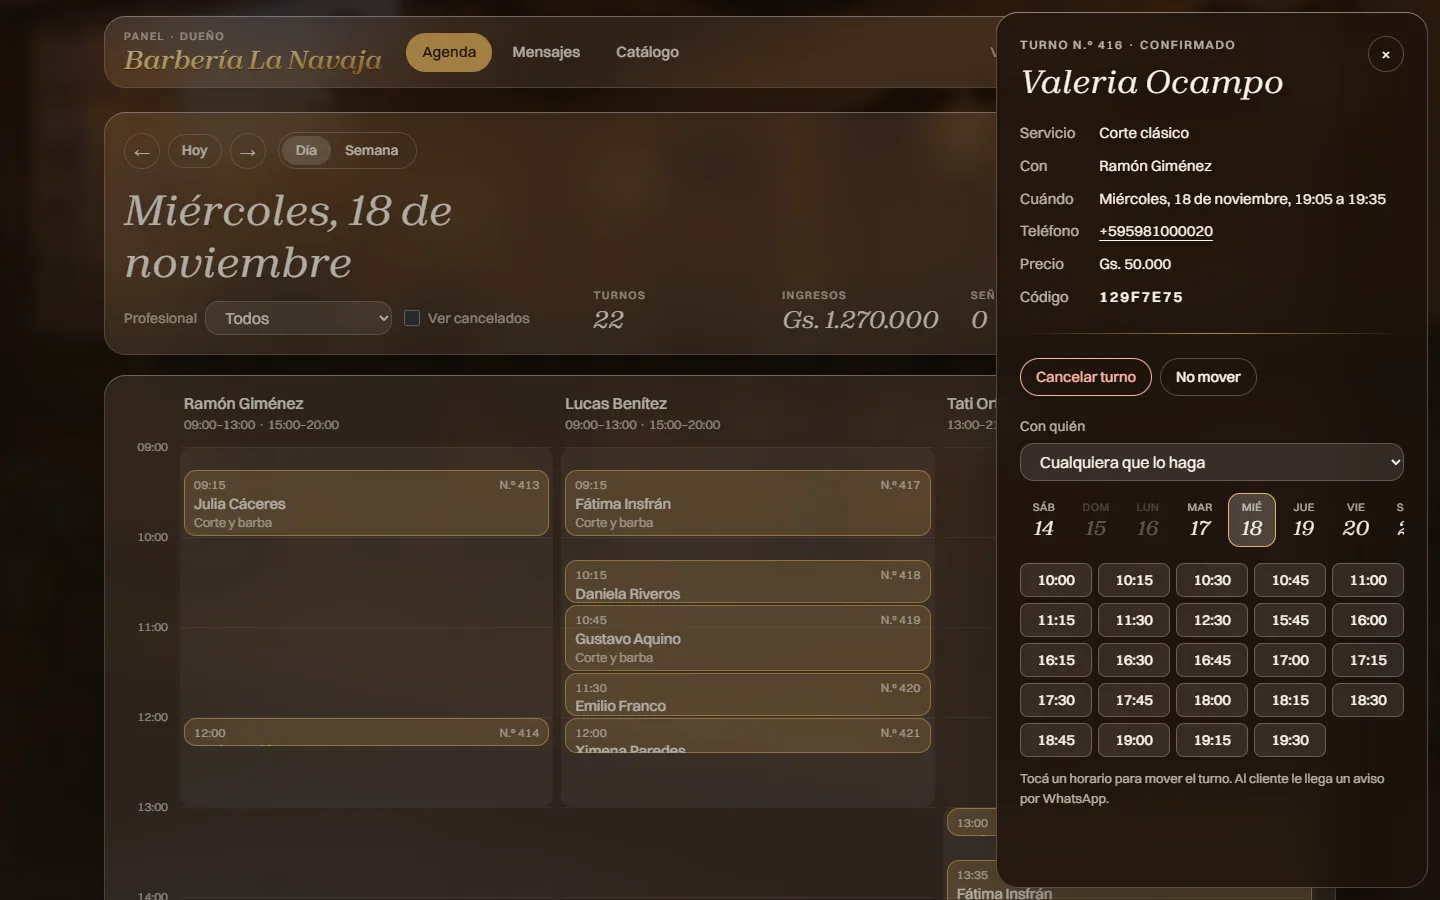 PANEL · DUEÑO
Barbería La Navaja
Agenda
Mensajes
Catálogo
←
Hoy
→
Día
Semana
Miércoles, 18 de
noviembre
Profesional
Todos
Ver cancelados
TURNOS
22
INGRESOS
Gs. 1.270.000
SEÑ
0
Ramón Giménez
09:00–13:00 · 15:00–20:00
Lucas Benítez
09:00–13:00 · 15:00–20:00
Tati Ort
13:00–21
09:00
10:00
11:00
12:00
13:00
14:00
09:15 N.º 413
Julia Cáceres
Corte y barba
12:00 N.º 414
09:15 N.º 417
Fátima Insfrán
Corte y barba
10:15 N.º 418
Daniela Riveros
10:45 N.º 419
Gustavo Aquino
Corte y barba
11:30 N.º 420
Emilio Franco
12:00 N.º 421
Ximena Paredes
13:00
13:35
Fátima Insfrán
TURNO N.º 416 · CONFIRMADO
×
Valeria Ocampo
Servicio Corte clásico
Con Ramón Giménez
Cuándo Miércoles, 18 de noviembre, 19:05 a 19:35
Teléfono +595981000020
Precio Gs. 50.000
Código 129F7E75
Cancelar turno
No mover
Con quién
Cualquiera que lo haga
SÁB DOM LUN MAR MIÉ JUE VIE S
14 15 16 17 18 19 20
10:00 10:15 10:30 10:45 11:00
11:15 11:30 12:30 15:45 16:00
16:15 16:30 16:45 17:00 17:15
17:30 17:45 18:00 18:15 18:30
18:45 19:00 19:15 19:30
Tocá un horario para mover el turno. Al cliente le llega un aviso
por WhatsApp.